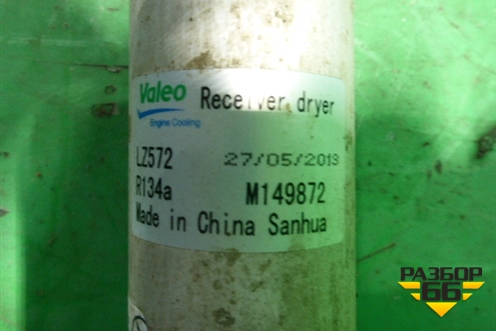 Valeo Receiver dryer
Engine Cooling
LZ572 27/05/2013
R134a M149872
Made in China Sanhua
РАЗБОР
66